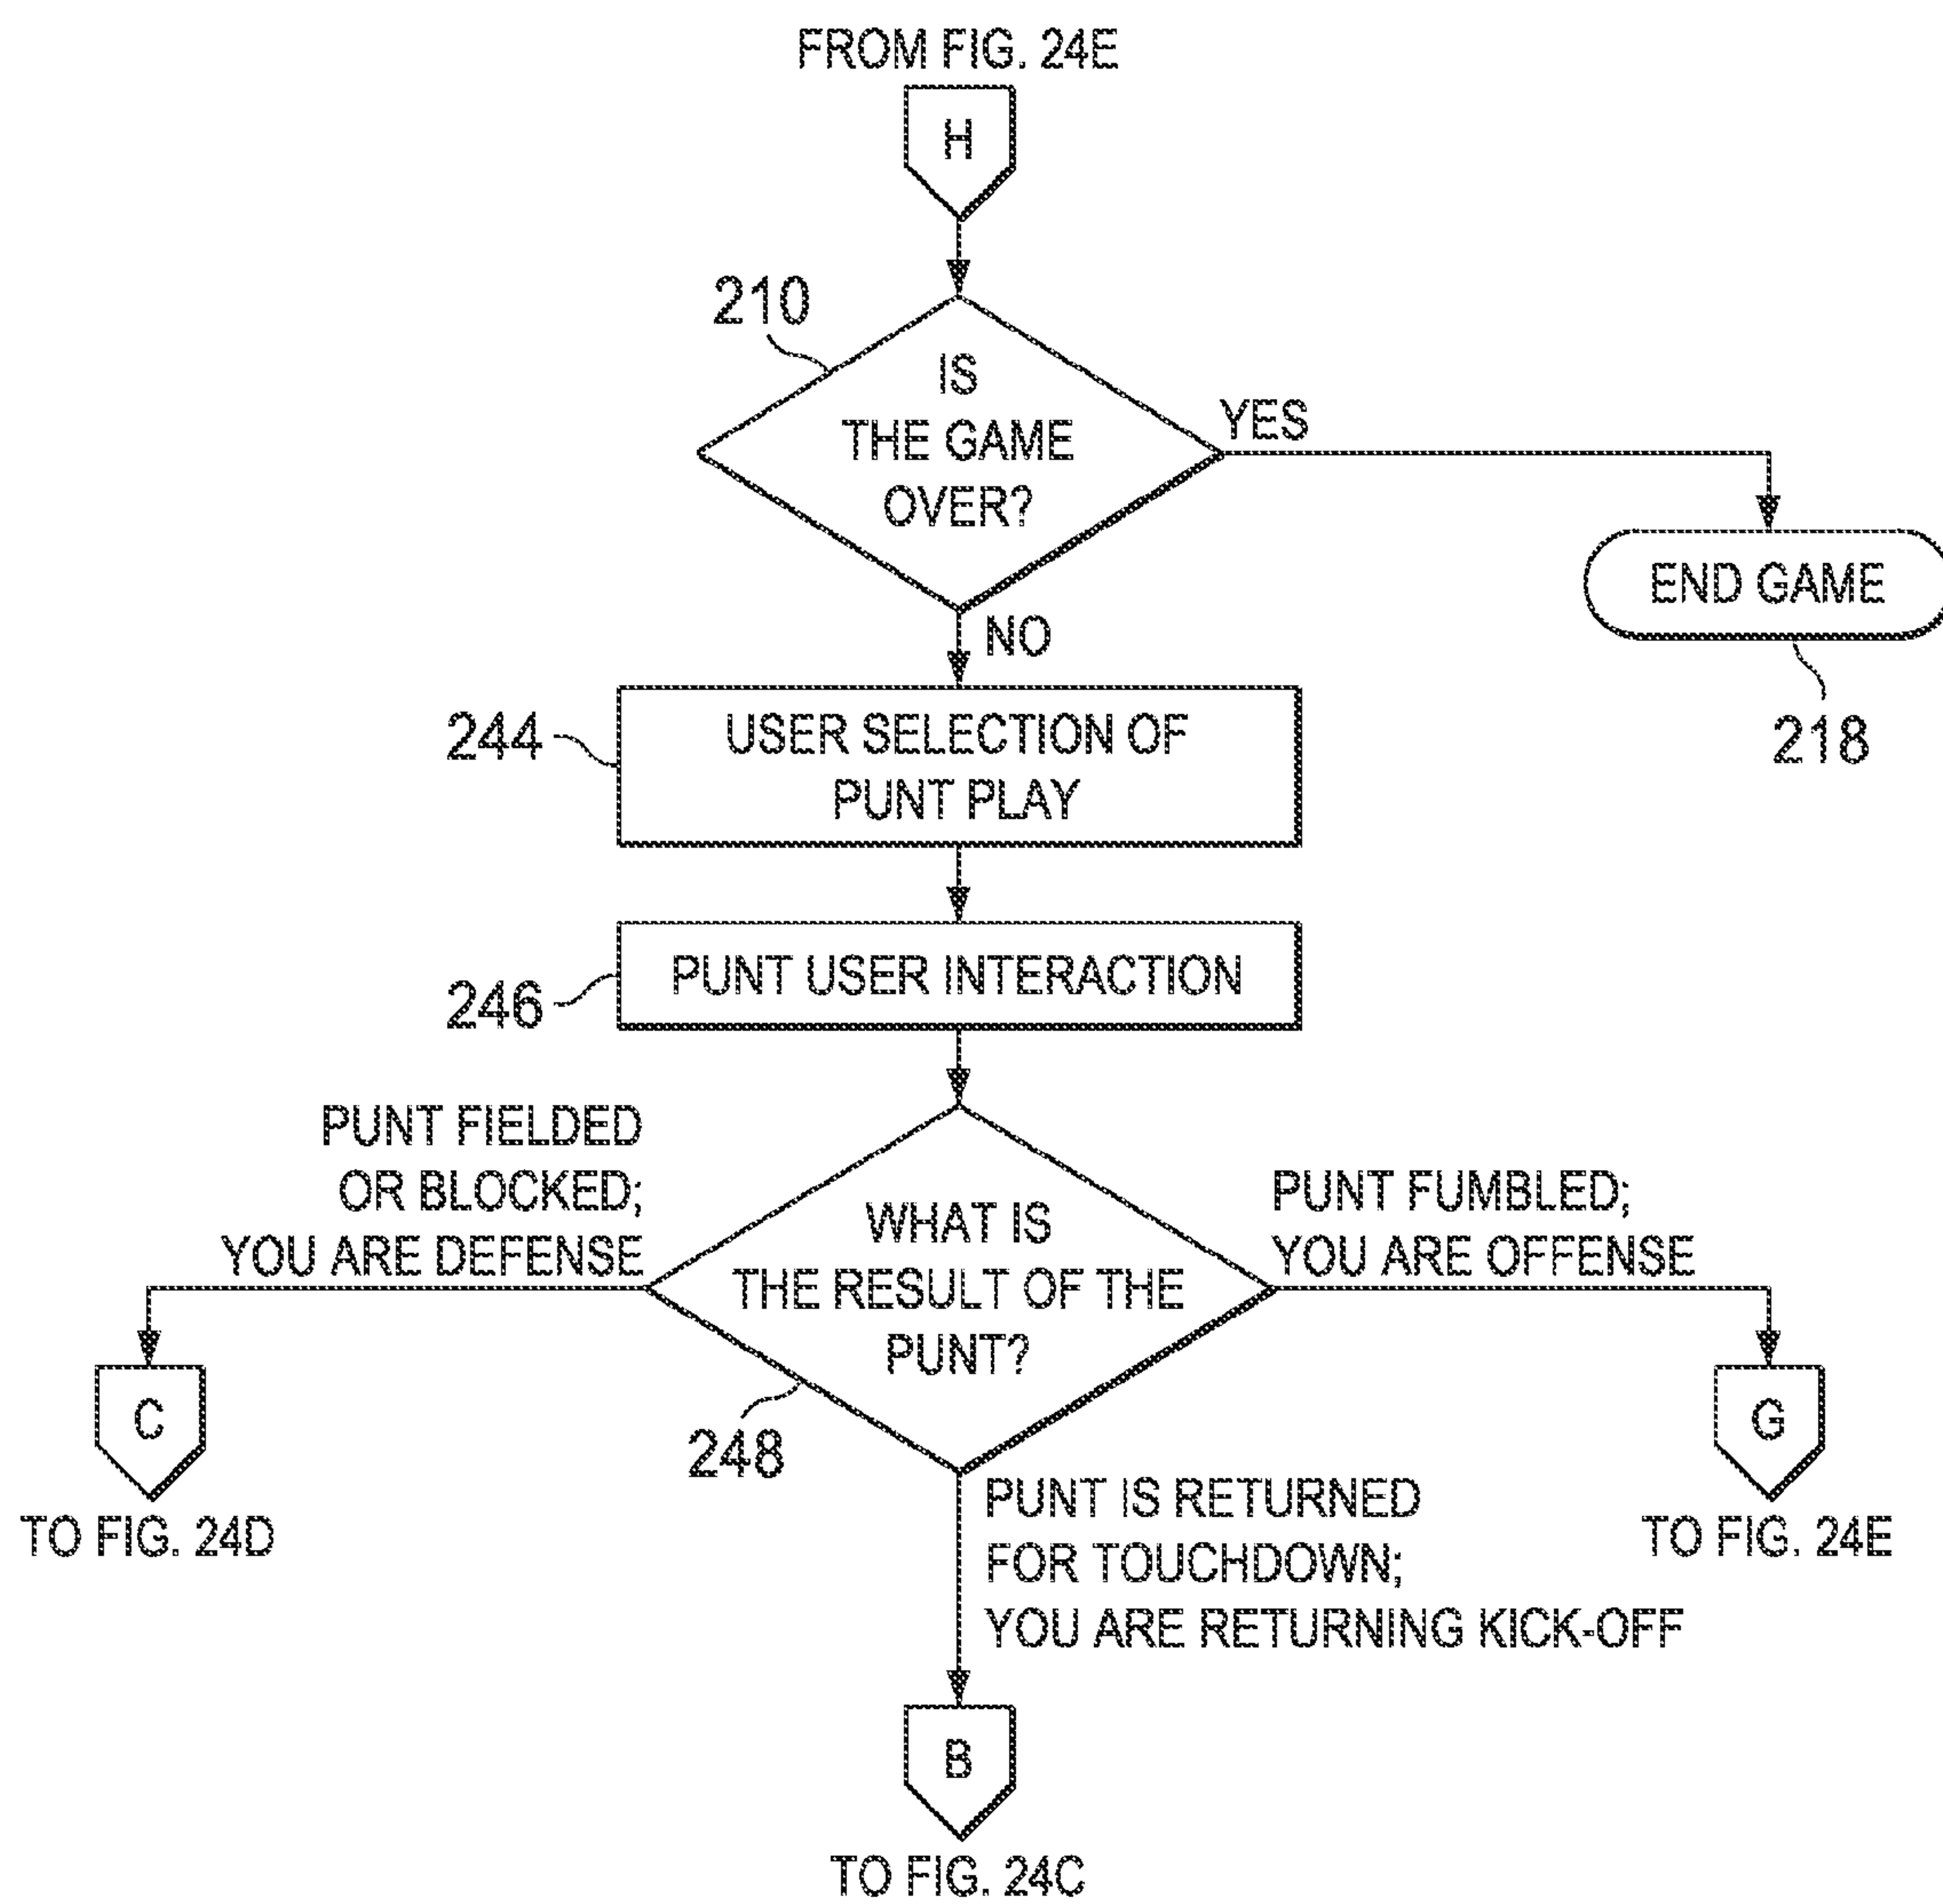 FROM FIG. 24E
H
210
IS
THE GAME
OVER?
YES
END GAME
218
NO
244
USER SELECTION OF
PUNT PLAY
246
PUNT USER INTERACTION
PUNT FIELDED
OR BLOCKED;
YOU ARE DEFENSE
WHAT IS
THE RESULT OF THE
PUNT?
248
PUNT FUMBLED;
YOU ARE OFFENSE
C
TO FIG. 24D
G
TO FIG. 24E
PUNT IS RETURNED
FOR TOUCHDOWN;
YOU ARE RETURNING KICK-OFF
B
TO FIG. 24C